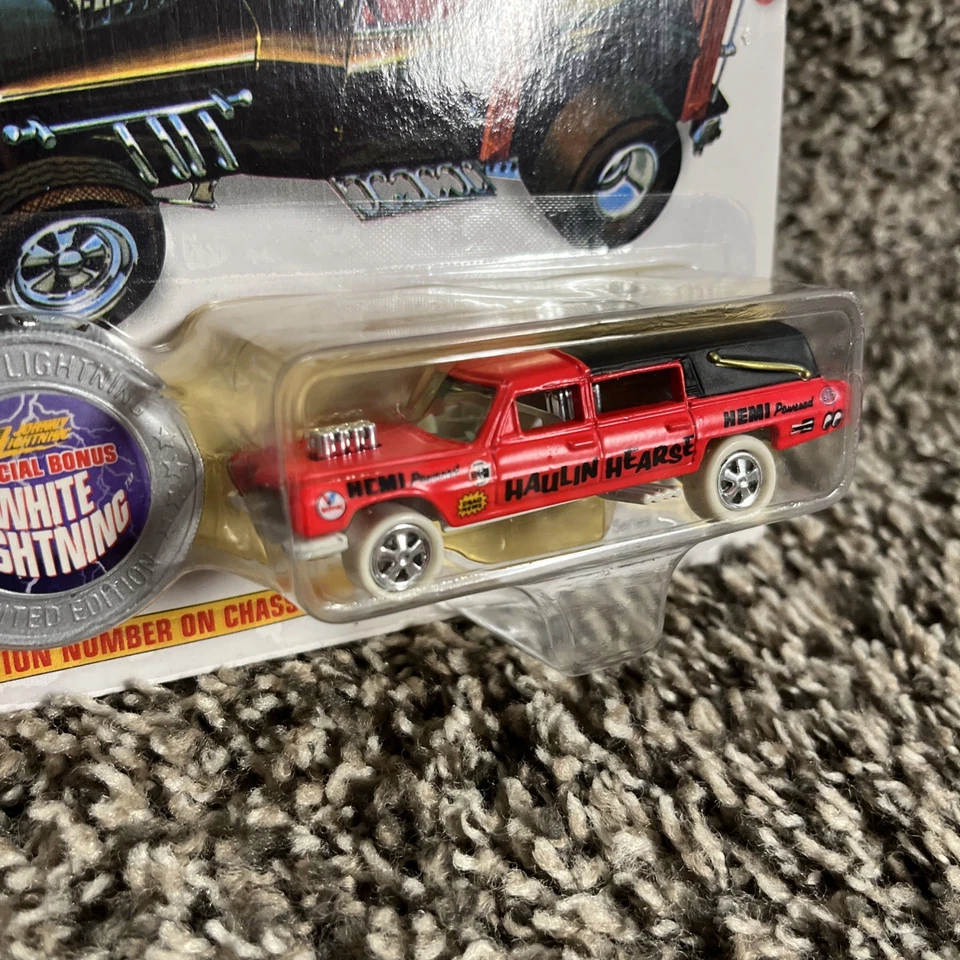 LIGHTNING
JOHNNY
LIGHTNING
CIAL BONUS
WHITE
GHTNING
ITED EDITION
TION NUMBER ON CHASS
HEMI Powered
HAULIN HEARSE
HEMI Powered